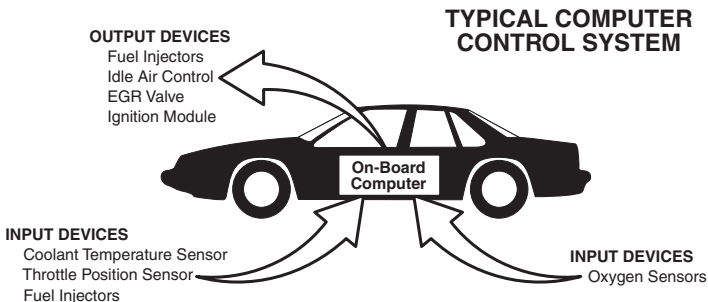 TYPICAL COMPUTER
CONTROL SYSTEM
OUTPUT DEVICES
Fuel Injectors
Idle Air Control
EGR Valve
Ignition Module
On-Board
Computer
INPUT DEVICES
Coolant Temperature Sensor
Throttle Position Sensor
Fuel Injectors
INPUT DEVICES
Oxygen Sensors